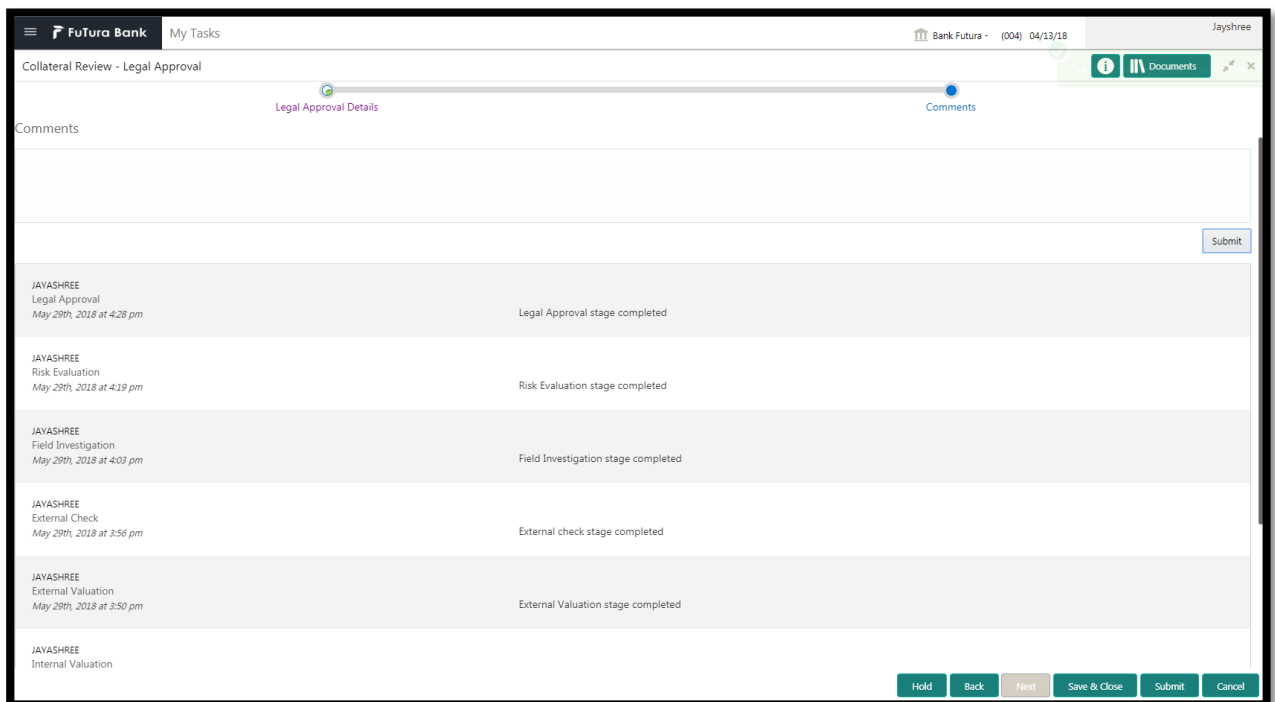 FuTura Bank
My Tasks
Bank Futura - (004) 04/13/18
Jayshree
Collateral Review - Legal Approval
i
Documents
Legal Approval Details
Comments
Comments
Submit
JAYASHREE
Legal Approval
May 29th, 2018 at 4:28 pm
Legal Approval stage completed
JAYASHREE
Risk Evaluation
May 29th, 2018 at 4:19 pm
Risk Evaluation stage completed
JAYASHREE
Field Investigation
May 29th, 2018 at 4:03 pm
Field Investigation stage completed
JAYASHREE
External Check
May 29th, 2018 at 3:56 pm
External check stage completed
JAYASHREE
External Valuation
May 29th, 2018 at 3:50 pm
External Valuation stage completed
JAYASHREE
Internal Valuation
Hold
Back
Next
Save & Close
Submit
Cancel